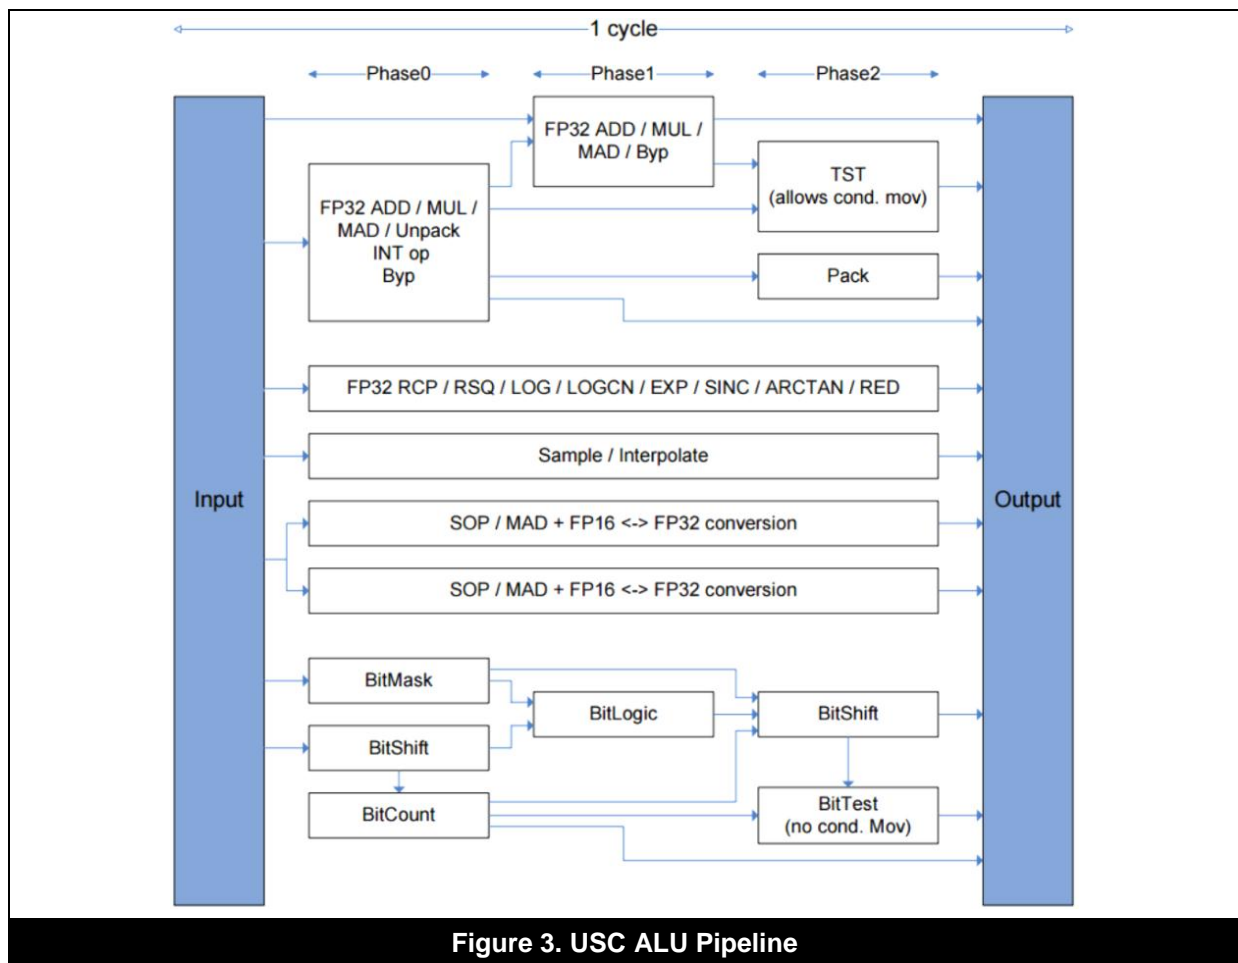 1 cycle
Phase0
Phase1
Phase2
FP32 ADD / MUL /
MAD / Byp
FP32 ADD / MUL /
MAD / Unpack
INT op
Byp
TST
(allows cond. mov)
Pack
FP32 RCP / RSQ / LOG / LOGCN / EXP / SINC / ARCTAN / RED
Sample / Interpolate
Input
Output
SOP / MAD + FP16 <-> FP32 conversion
SOP / MAD + FP16 <-> FP32 conversion
BitMask
BitLogic
BitShift
BitShift
BitCount
BitTest
(no cond. Mov)
Figure 3. USC ALU Pipeline